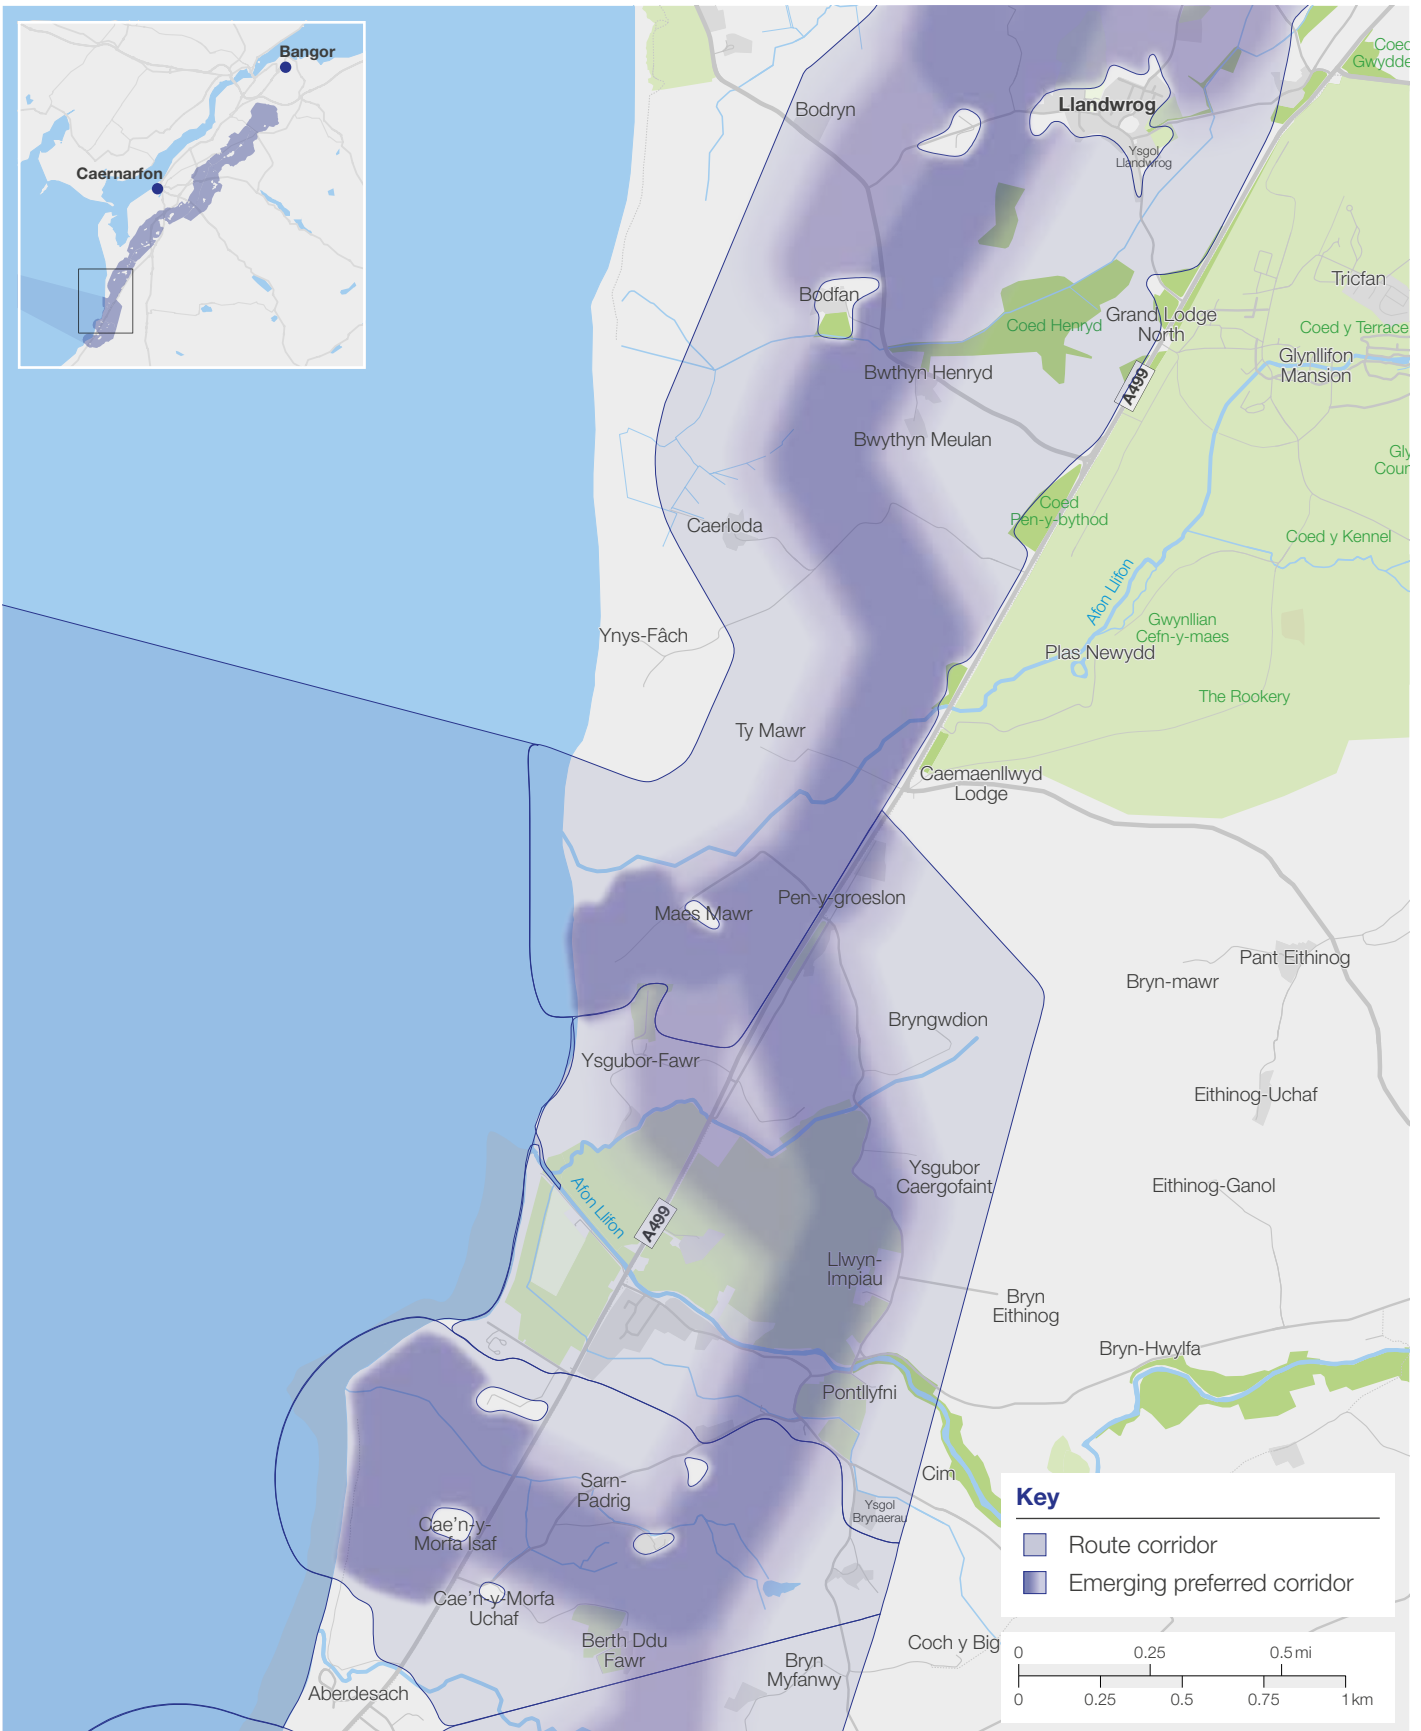 Bangor
Caernarfon
Coed
Gwydde
Bodryn
Llandwrog
Ysgol
Llandwrog
Tricfan
Bodfan
Grand Lodge
North
Coed Henryd
Coed y Terrace
Glynllifon
Mansion
Bwthyn Henryd
A499
Bwythyn Meulan
Gly
Cour
Coed
Pen-y-bythod
Caerloda
Coed y Kennel
Afon Llifon
Gwynllian
Cefn-y-maes
Ynys-Fâch
Plas Newydd
The Rookery
Ty Mawr
Caemaenllwyd
Lodge
Pen-y-groeslon
Maes Mawr
Pant Eithinog
Bryn-mawr
Bryngwdion
Ysgubor-Fawr
Eithinog-Uchaf
Ysgubor
Caergofaint
Eithinog-Ganol
Afon Llifon
A499
Llwyn-
Impiau
Bryn
Eithinog
Bryn-Hwylfa
Pontllyfni
Cim
Sarn-
Padrig
Ysgol
Brynaerau
Cae'n-y-
Morfa Isaf
Cae'n-y-Morfa
Uchaf
Berth Ddu
Fawr
Coch y Big
Bryn
Myfanwy
Aberdesach
Key
Route corridor
Emerging preferred corridor
0 0.25 0.5 mi
0 0.25 0.5 0.75 1 km